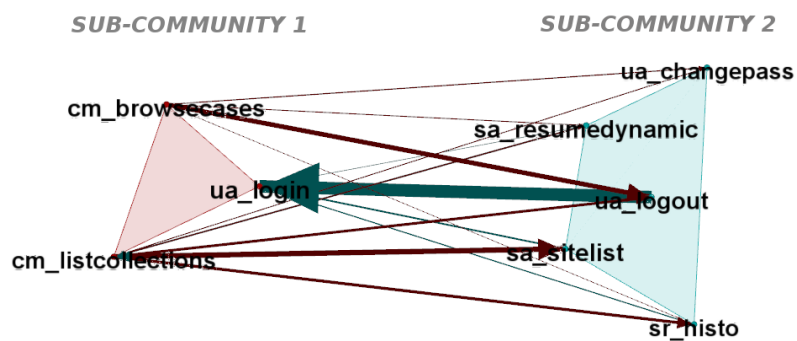 SUB-COMMUNITY 1
SUB-COMMUNITY 2
ua_changepass
cm_browsecases
sa_resumedynamic
ua_login
ua_logout
sa_sitelist
cm_listcollections
sr_histo